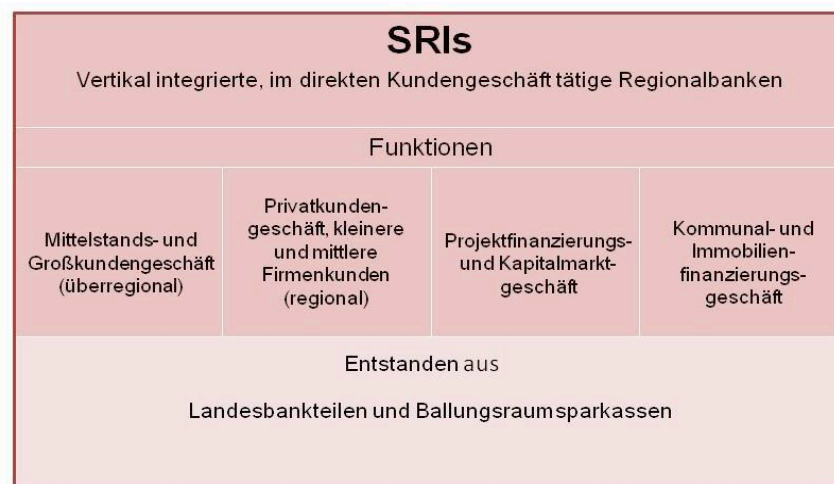 SRIs
Vertikal integrierte, im direkten Kundengeschäft tätige Regionalbanken
Funktionen
Mittelstands- und
Großkundengeschäft
(überregional)
Privatkunden-
geschäft, kleinere
und mittlere
Firmenkunden
(regional)
Projektfinanzierungs-
und Kapitalmarkt-
geschäft
Kommunal- und
Immobilien-
finanzierungs-
geschäft
Entstanden aus
Landesbankteilen und Ballungsraumsparkassen